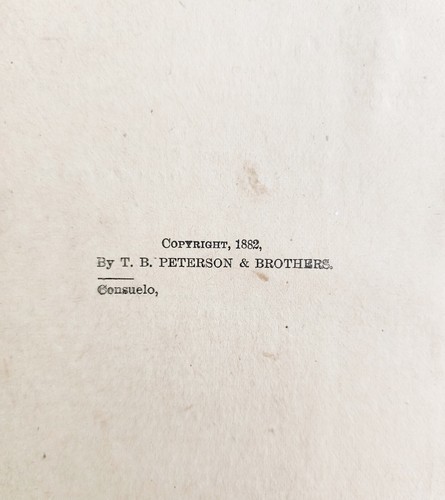 COPYRIGHT, 1882,
By T. B. PETERSON & BROTHERS.
Consuelo,